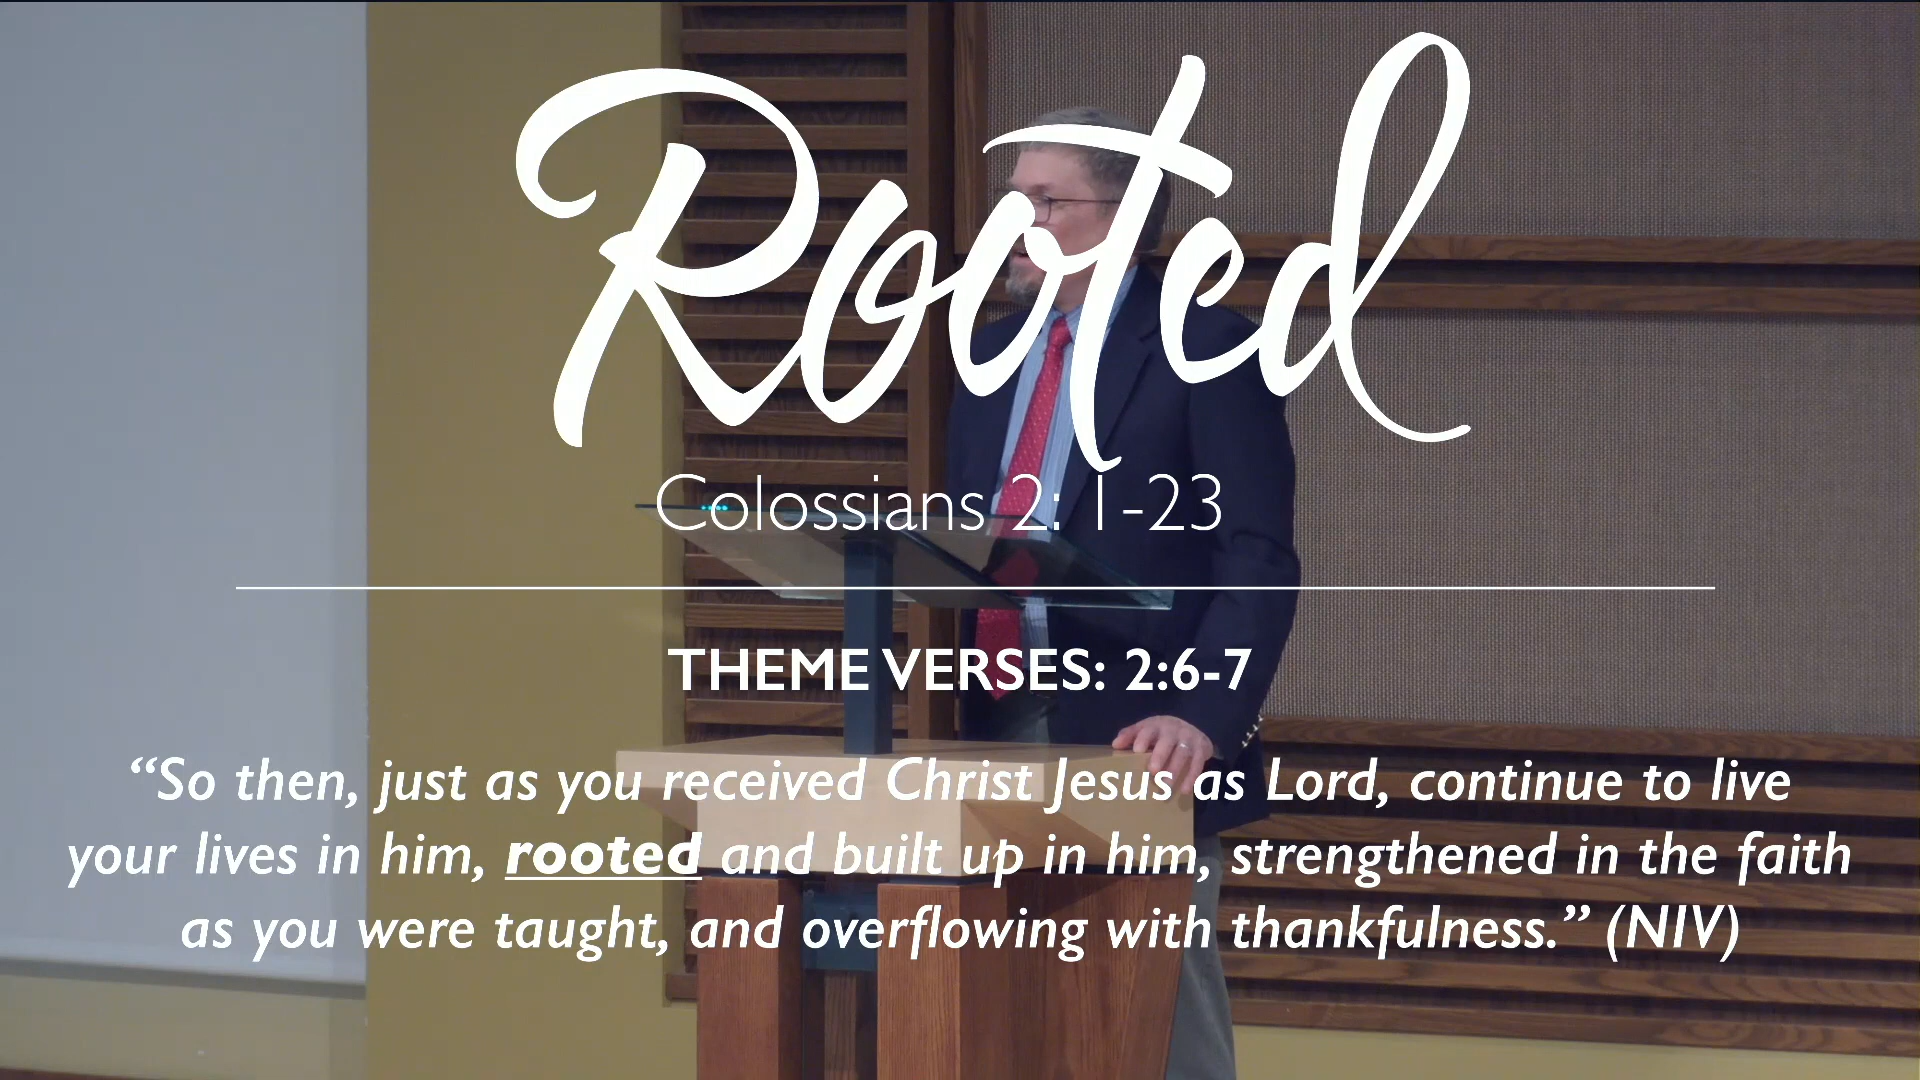 Rooted
Colossians 2: 1-23
THEME VERSES: 2:6-7
“So then, just as you received Christ Jesus as Lord, continue to live
your lives in him, rooted and built up in him, strengthened in the faith
as you were taught, and overflowing with thankfulness.” (NIV)